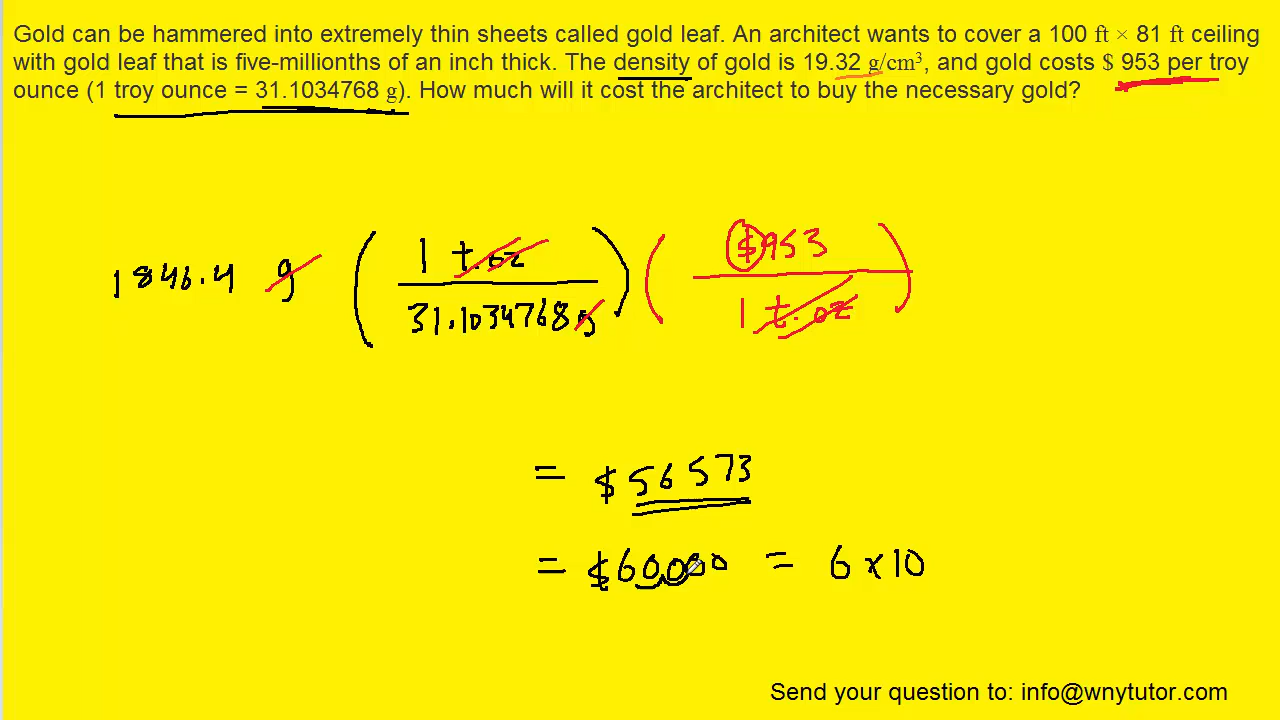 Gold can be hammered into extremely thin sheets called gold leaf. An architect wants to cover a 100 ft × 81 ft ceiling
with gold leaf that is five-millionths of an inch thick. The density of gold is 19.32 g/cm³, and gold costs $ 953 per troy
ounce (1 troy ounce = 31.1034768 g). How much will it cost the architect to buy the necessary gold?
1846.4 g ( 1 t. oz / 31.1034768 g ) ( $953 / 1 t. oz )
= $56573
= $60000 = 6 x 10
Send your question to: info@wnytutor.com